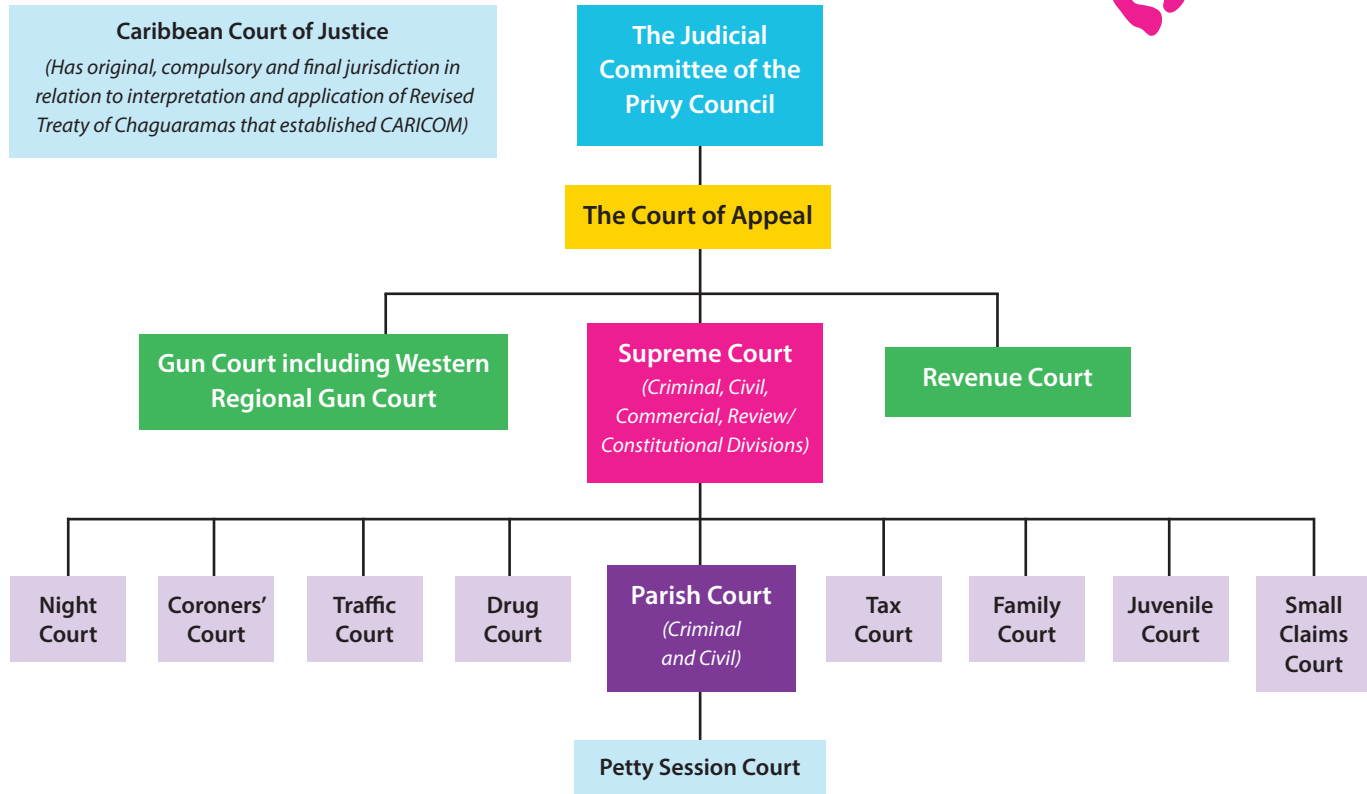 Caribbean Court of Justice
(Has original, compulsory and final jurisdiction in
relation to interpretation and application of Revised
Treaty of Chaguaramas that established CARICOM)
The Judicial
Committee of the
Privy Council
The Court of Appeal
Gun Court including Western
Regional Gun Court
Supreme Court
(Criminal, Civil,
Commercial, Review/
Constitutional Divisions)
Revenue Court
Night
Court
Coroners’
Court
Traffic
Court
Drug
Court
Parish Court
(Criminal
and Civil)
Tax
Court
Family
Court
Juvenile
Court
Small
Claims
Court
Petty Session Court